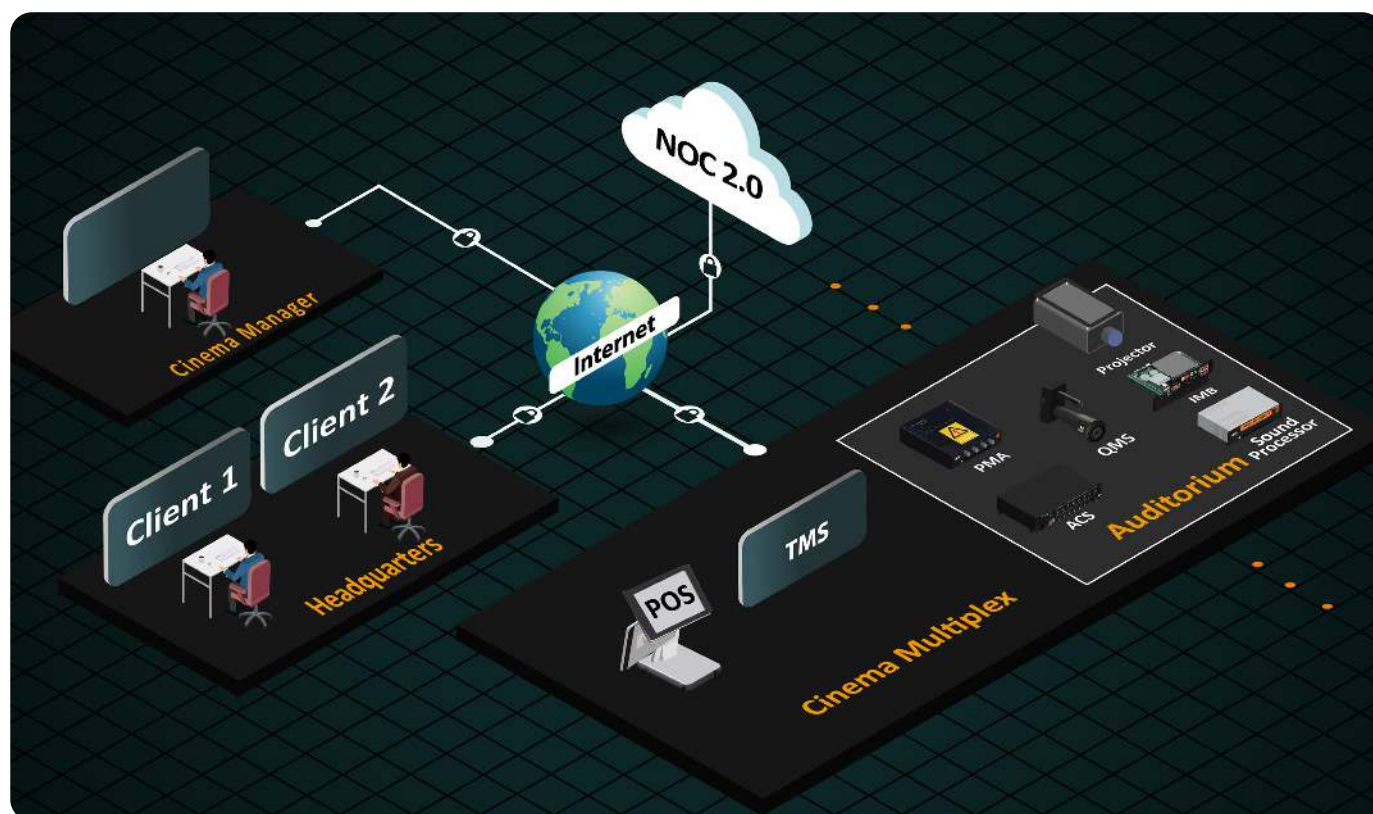 NOC 2.0
Cinema Manager
Internet
Client 2
Client 1
Headquarters
Projector
IMB
Sound
Processor
QMS
PMA
ACS
Auditorium
TMS
POS
Cinema Multiplex